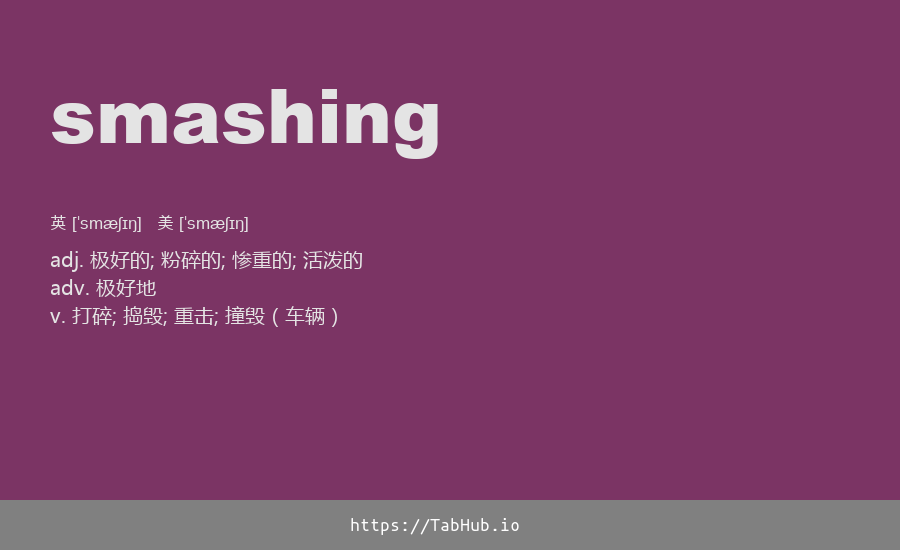 smashing
英 [ˈsmæʃɪŋ] 美 [ˈsmæʃɪŋ]
adj. 极好的; 粉碎的; 惨重的; 活泼的
adv. 极好地
v. 打碎; 捣毁; 重击; 撞毁（车辆）
https://TabHub.io